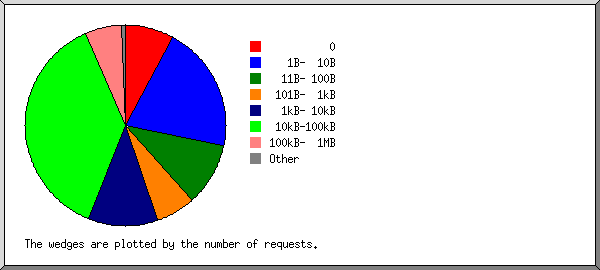 0
1B- 10B
11B- 100B
101B- 1kB
1kB- 10kB
10kB-100kB
100kB- 1MB
Other
The wedges are plotted by the number of requests.